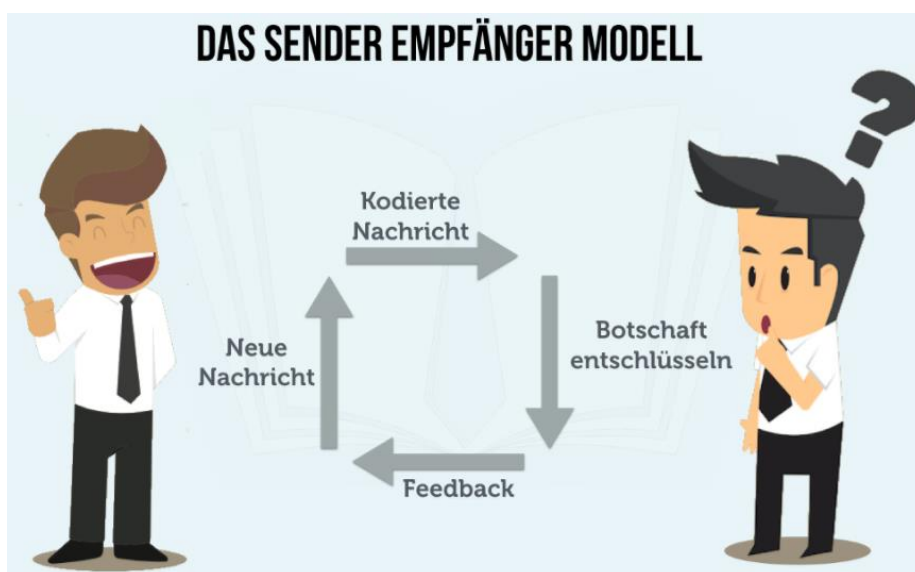 DAS SENDER EMPFÄNGER MODELL
?
Kodierte
Nachricht
Neue
Nachricht
Botschaft
entschlüsseln
Feedback